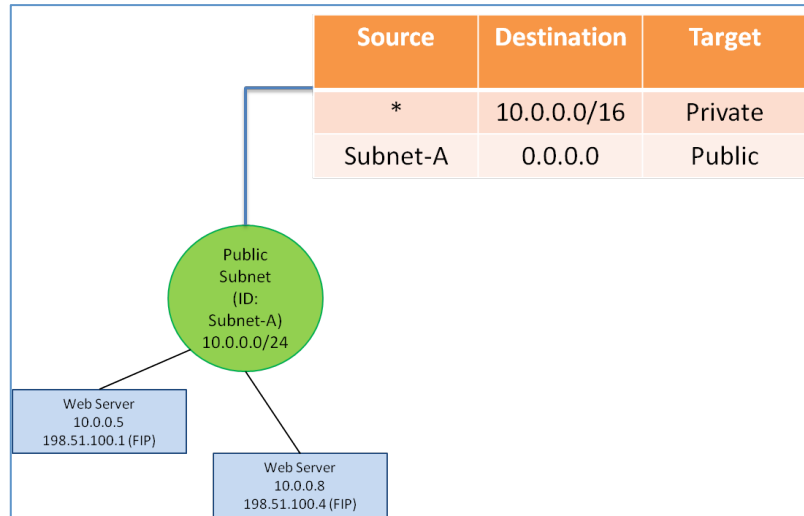 Source Destination Target
* 10.0.0.0/16 Private
Subnet-A 0.0.0.0 Public
Public
Subnet
(ID:
Subnet-A)
10.0.0.0/24
Web Server
10.0.0.5
198.51.100.1 (FIP)
Web Server
10.0.0.8
198.51.100.4 (FIP)